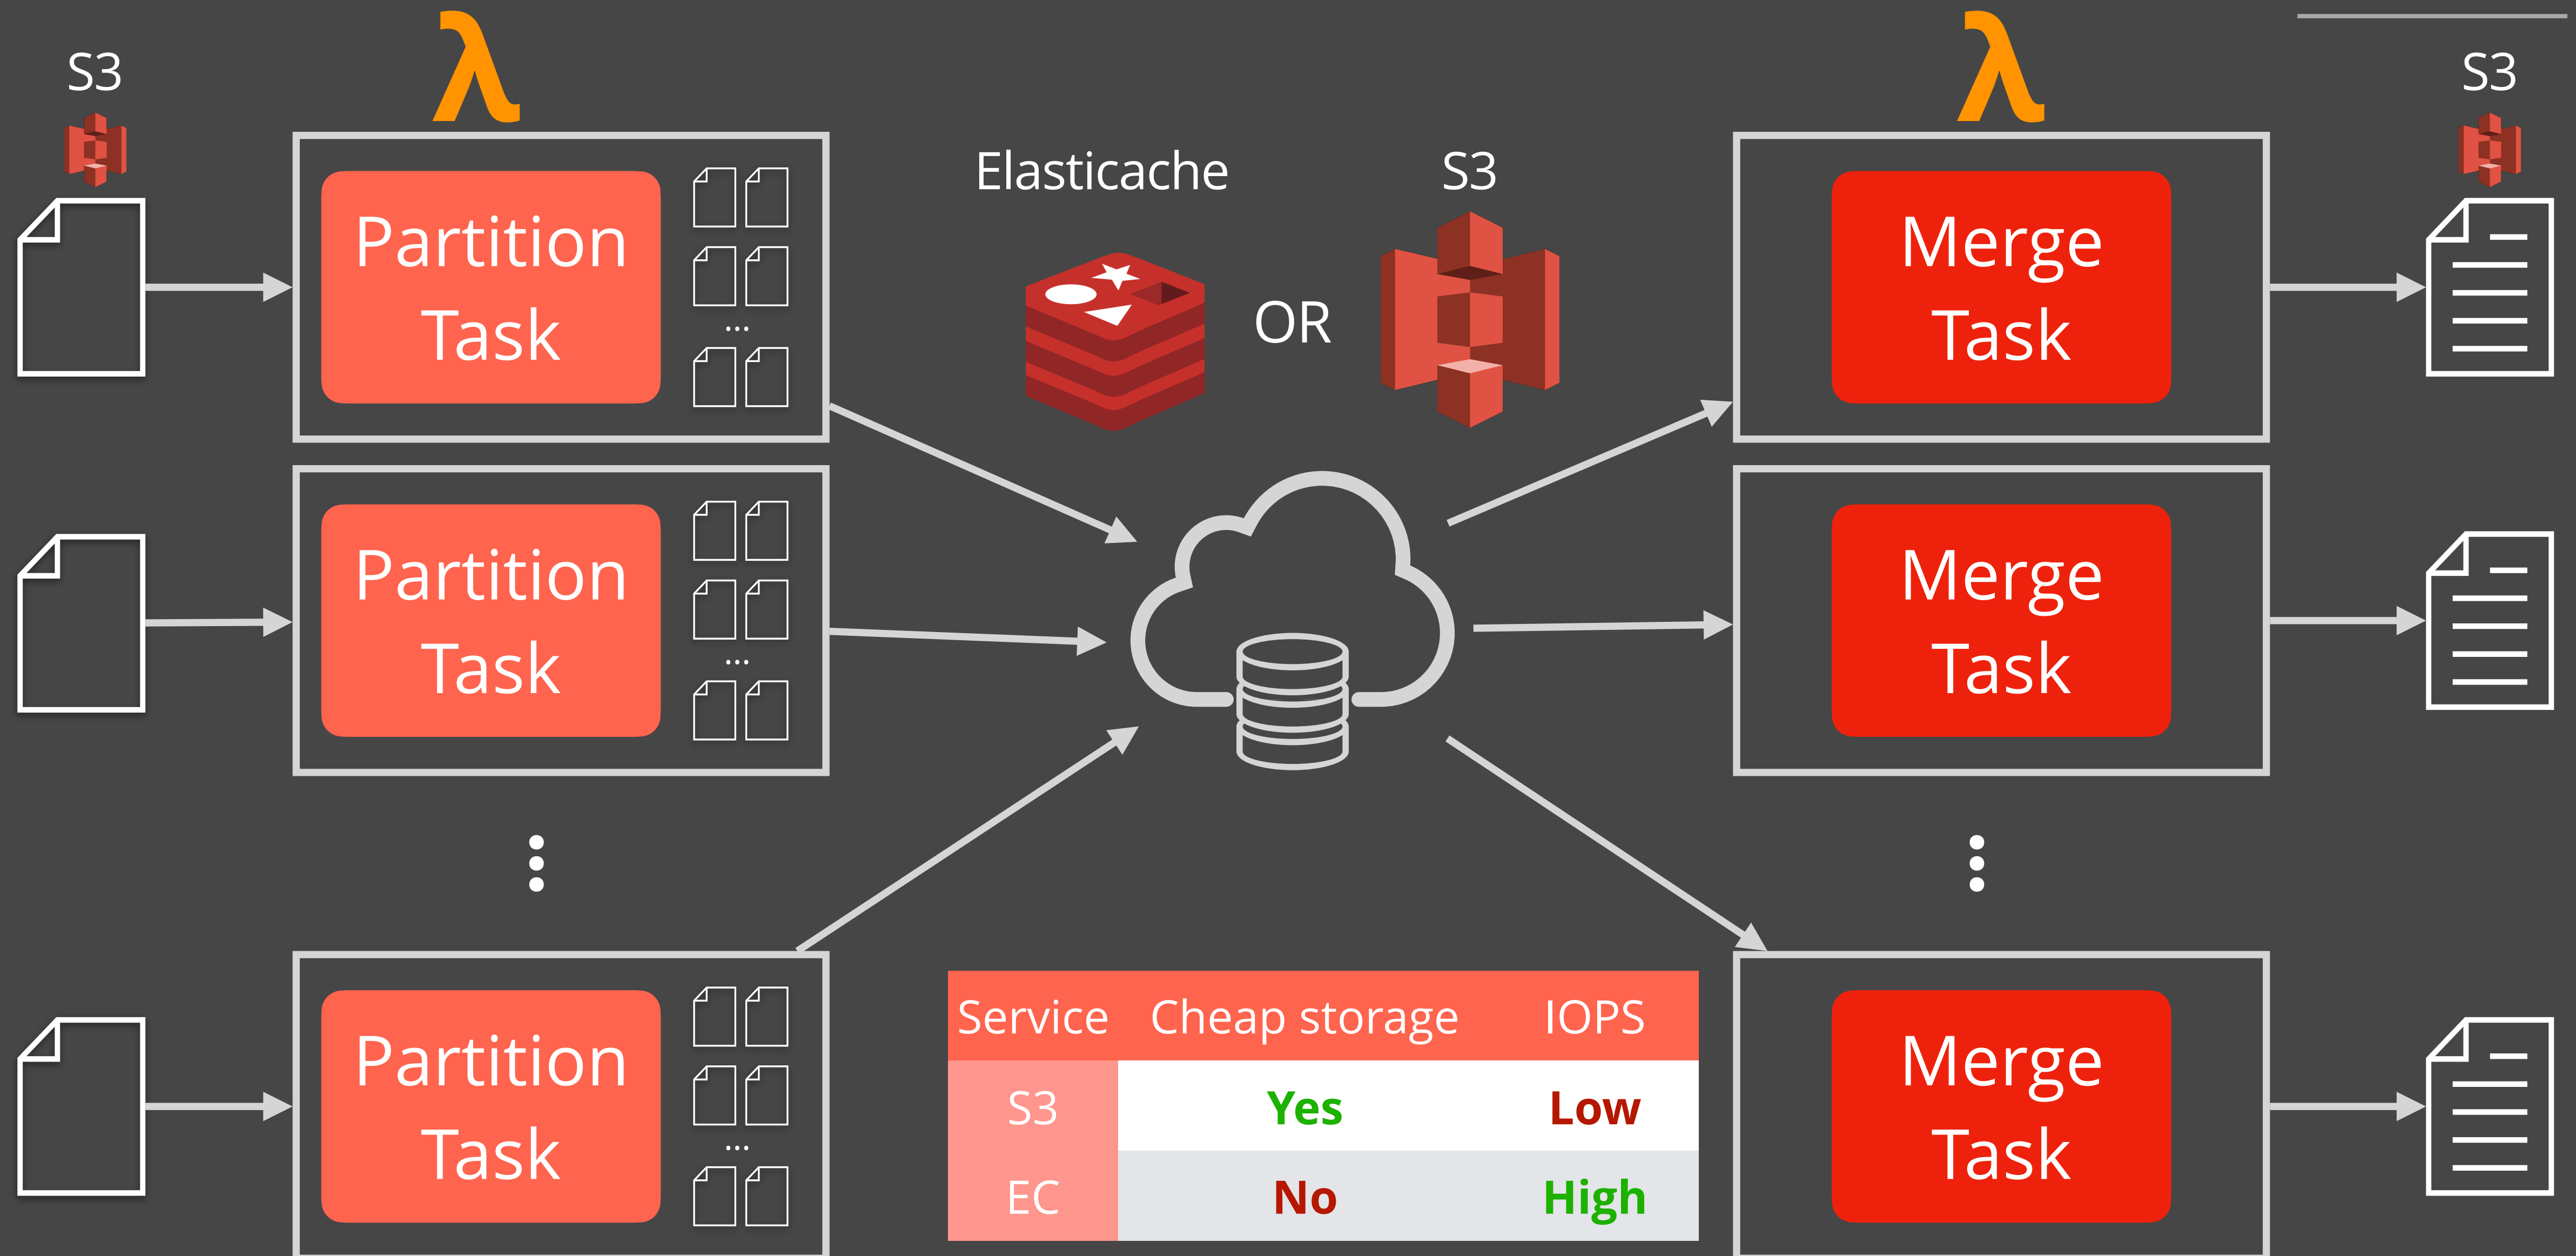 S3
λ
λ
S3
Elasticache
S3
OR
Partition
Task
...
Merge
Task
Partition
Task
...
Merge
Task
Partition
Task
...
Merge
Task
Service Cheap storage IOPS
S3 Yes Low
EC No High